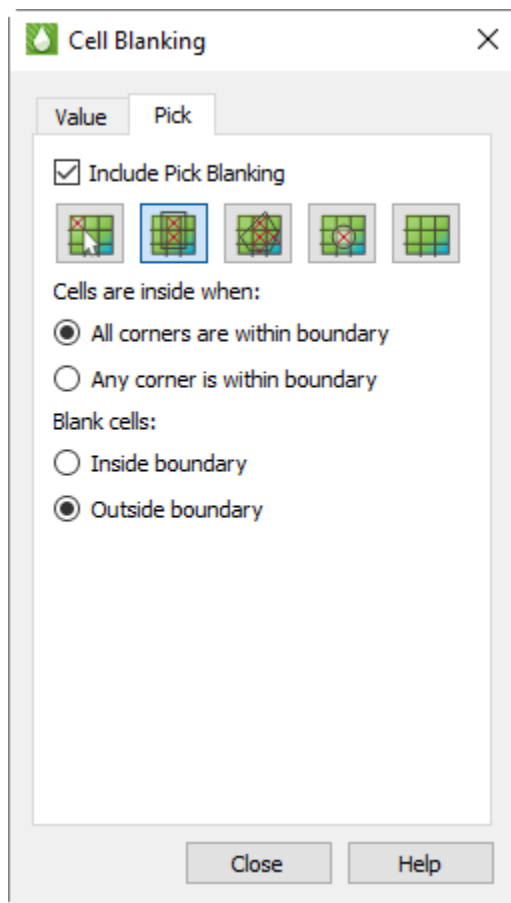 Cell Blanking
Value Pick
Include Pick Blanking
Cells are inside when:
All corners are within boundary
Any corner is within boundary
Blank cells:
Inside boundary
Outside boundary
Close Help